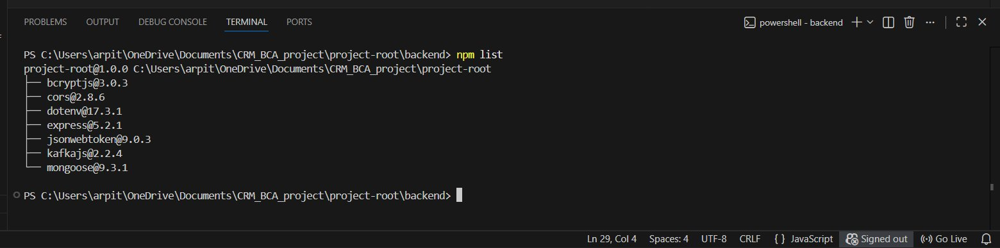 PROBLEMS OUTPUT DEBUG CONSOLE TERMINAL PORTS powershell - backend
PS C:\Users\arpit\OneDrive\Documents\CRM_BCA_project\project-root\backend> npm list
project-root@1.0.0 C:\Users\arpit\OneDrive\Documents\CRM_BCA_project\project-root
├── bcryptjs@3.0.3
├── cors@2.8.6
├── dotenv@17.3.1
├── express@5.2.1
├── jsonwebtoken@9.0.3
├── kafkajs@2.2.4
└── mongoose@9.3.1
PS C:\Users\arpit\OneDrive\Documents\CRM_BCA_project\project-root\backend>
Ln 29, Col 4 Spaces: 4 UTF-8 CRLF {} JavaScript Signed out Go Live